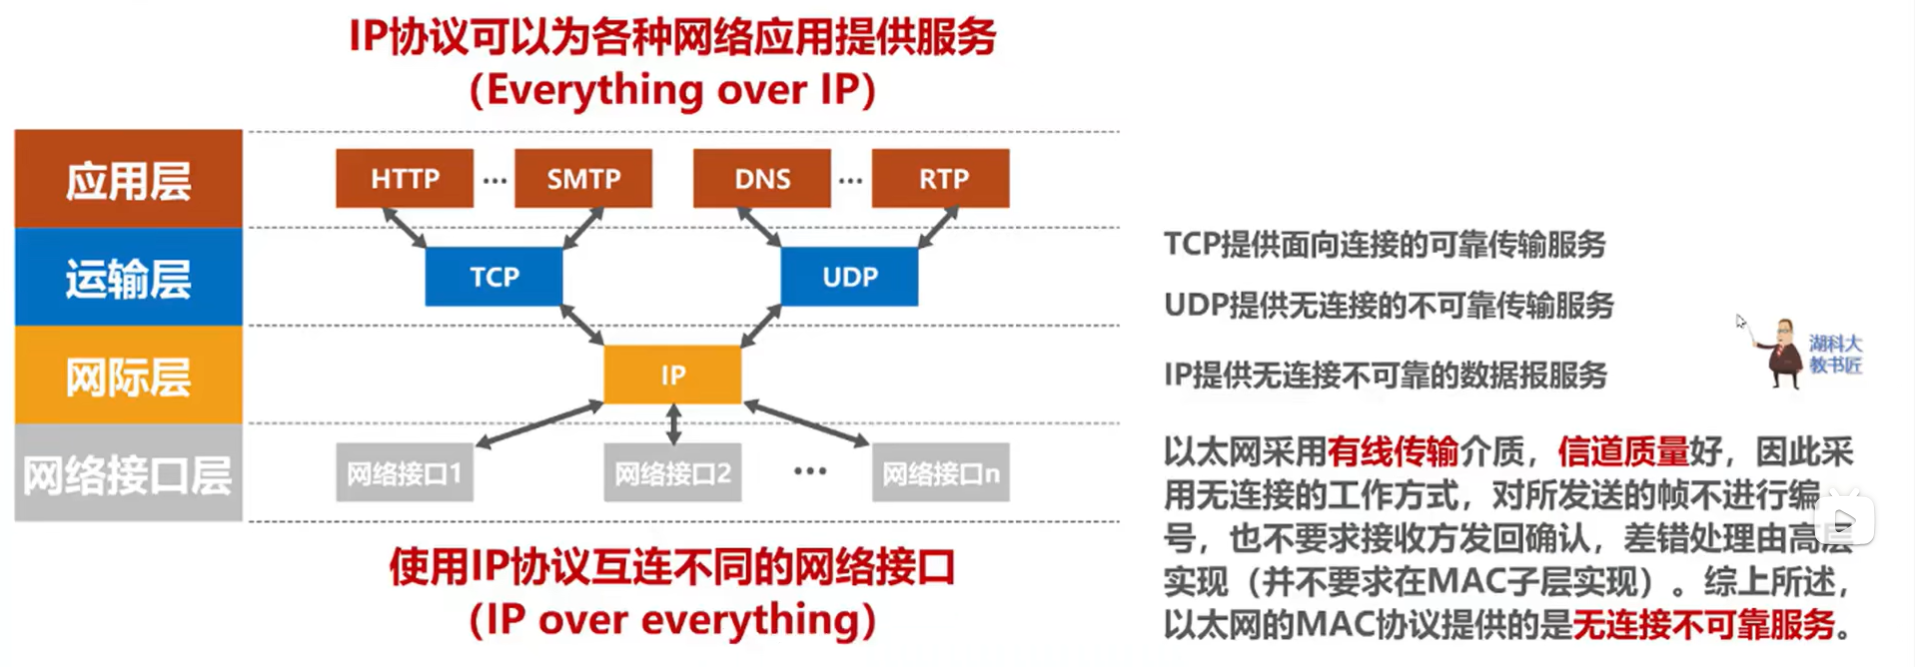 IP协议可以为各种网络应用提供服务
（Everything over IP）
应用层
HTTP ... SMTP DNS ... RTP
运输层
TCP UDP
网际层
IP
网络接口层
网络接口1 网络接口2 ... 网络接口n
使用IP协议互连不同的网络接口
（IP over everything）
TCP提供面向连接的可靠传输服务
UDP提供无连接的不可靠传输服务
IP提供无连接不可靠的数据报服务
湖科大
教书匠
以太网采用有线传输介质，信道质量好，因此采
用无连接的工作方式，对所发送的帧不进行编
号，也不要求接收方发回确认，差错处理由高层
实现（并不要求在MAC子层实现）。综上所述，
以太网的MAC协议提供的是无连接不可靠服务。